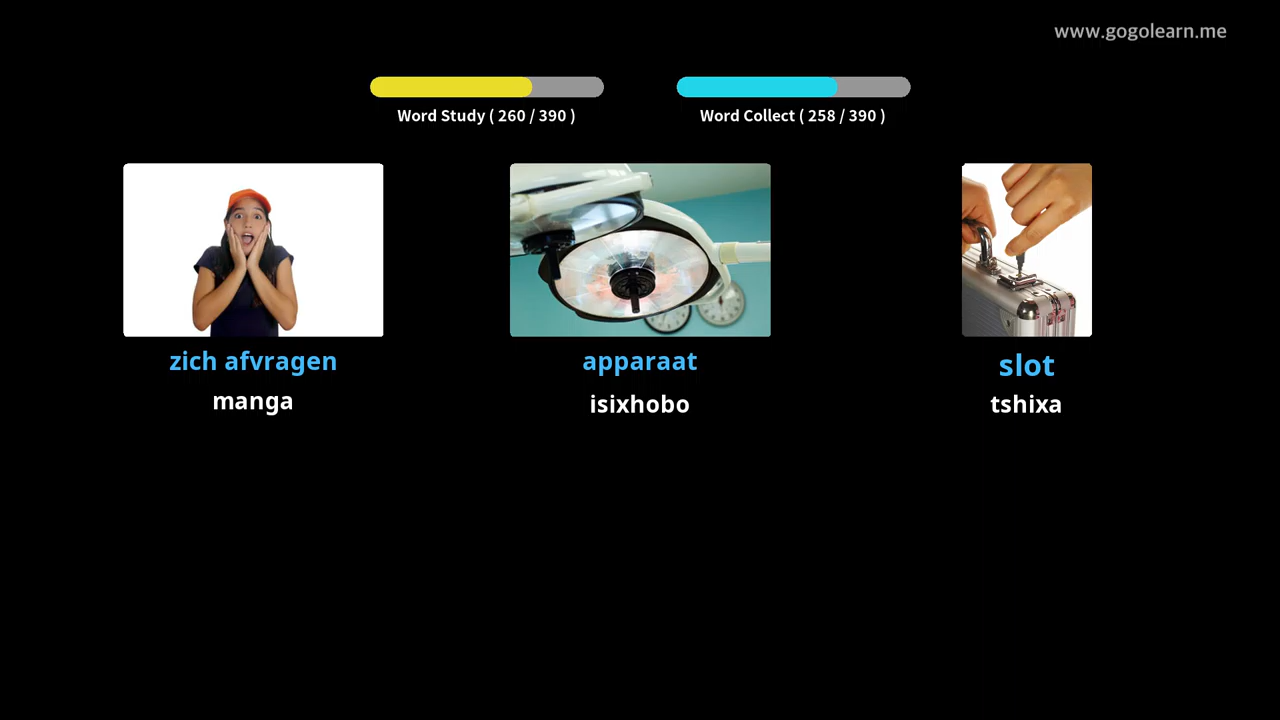 www.gogolearn.me
Word Study ( 260 / 390 )
Word Collect ( 258 / 390 )
zich afvragen
manga
apparaat
isixhobo
slot
tshixa